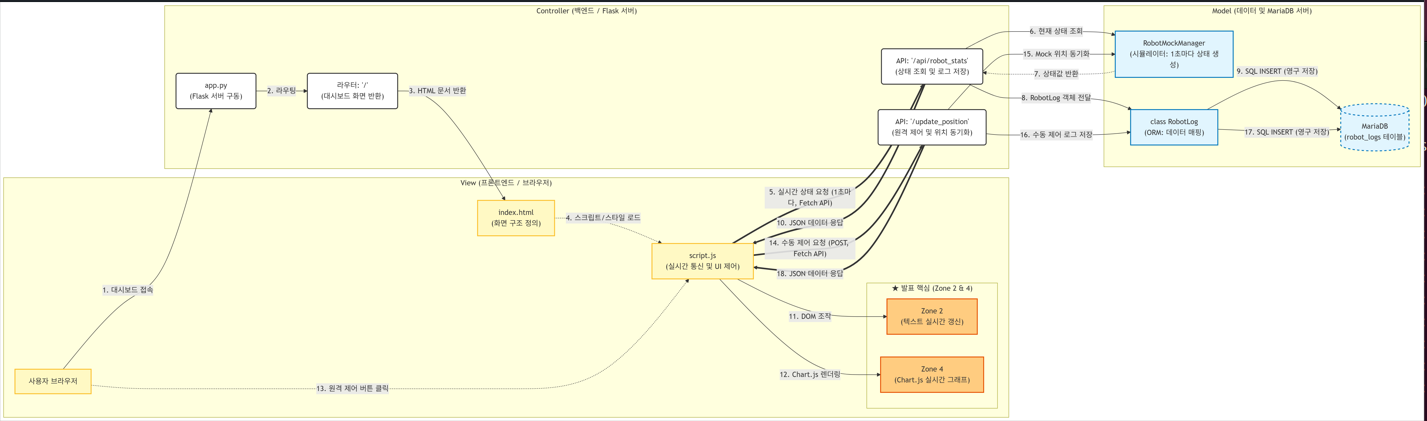 Controller (백엔드 / Flask 서버)
Model (데이터 및 MariaDB 서버)
app.py
(Flask 서버 구동)
2. 라우팅
라우터: '/'
(대시보드 화면 반환)
3. HTML 문서 반환
API: `/api/robot_stats`
(상태 조회 및 로그 저장)
API: `/update_position`
(원격 제어 및 위치 동기화)
6. 현재 상태 조회
15. Mock 위치 동기화
7. 상태값 반환
8. RobotLog 객체 전달
16. 수동 제어 로그 저장
RobotMockManager
(시뮬레이터: 1초마다 상태 생
성)
9. SQL INSERT (영구 저장)
class RobotLog
(ORM: 데이터 매핑)
17. SQL INSERT (영구 저장)
MariaDB
(robot_logs 테이블)
View (프론트엔드 / 브라우저)
index.html
(화면 구조 정의)
4. 스크립트/스타일 로드
5. 실시간 상태 요청 (1초마
다, Fetch API)
10. JSON 데이터 응답
14. 수동 제어 요청 (POST,
Fetch API)
18. JSON 데이터 응답
script.js
(실시간 통신 및 UI 제어)
1. 대시보드 접속
★ 발표 핵심 (Zone 2 & 4)
Zone 2
(텍스트 실시간 갱신)
11. DOM 조작
Zone 4
(Chart.js 실시간 그래프)
12. Chart.js 렌더링
사용자 브라우저
13. 원격 제어 버튼 클릭